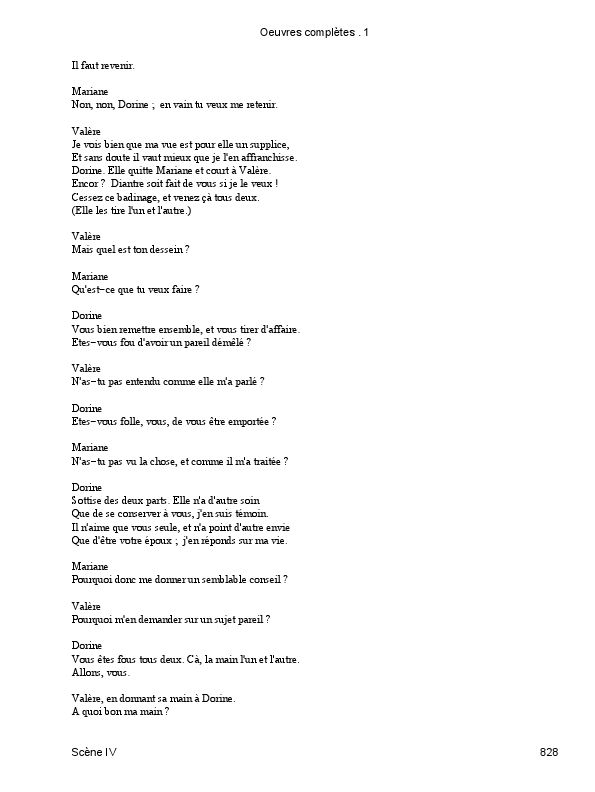 Oeuvres complètes . 1
Il faut revenir.
Mariane
Non, non, Dorine ; en vain tu veux me retenir.
Valère
Je vois bien que ma vue est pour elle un supplice,
Et sans doute il vaut mieux que je l'en affranchisse.
Dorine. Elle quitte Mariane et court à Valère.
Encor ? Diantre soit fait de vous si je le veux !
Cessez ce badinage, et venez çà tous deux.
(Elle les tire l'un et l'autre.)
Valère
Mais quel est ton dessein ?
Mariane
Qu'est-ce que tu veux faire ?
Dorine
Vous bien remettre ensemble, et vous tirer d'affaire.
Etes-vous fou d'avoir un pareil démêlé ?
Valère
N'as-tu pas entendu comme elle m'a parlé ?
Dorine
Etes-vous folle, vous, de vous être emportée ?
Mariane
N'as-tu pas vu la chose, et comme il m'a traitée ?
Dorine
Sottise des deux parts. Elle n'a d'autre soin
Que de se conserver à vous, j'en suis témoin.
Il n'aime que vous seule, et n'a point d'autre envie
Que d'être votre époux ; j'en réponds sur ma vie.
Mariane
Pourquoi donc me donner un semblable conseil ?
Valère
Pourquoi m'en demander sur un sujet pareil ?
Dorine
Vous êtes fous tous deux. Cà, la main l'un et l'autre.
Allons, vous.
Valère, en donnant sa main à Dorine.
A quoi bon ma main ?
Scène IV 828